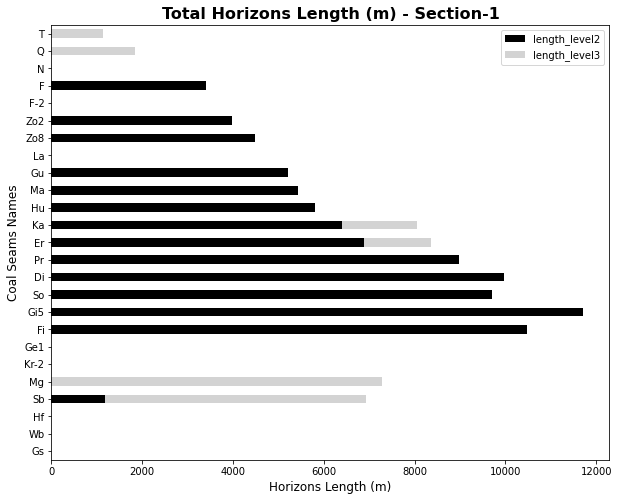 Total Horizons Length (m) - Section-1
length_level2
length_level3
Coal Seams Names
T
Q
N
F
F-2
Zo2
Zo8
La
Gu
Ma
Hu
Ka
Er
Pr
Di
So
Gi5
Fi
Ge1
Kr-2
Mg
Sb
Hf
Wb
Gs
0 2000 4000 6000 8000 10000 12000
Horizons Length (m)